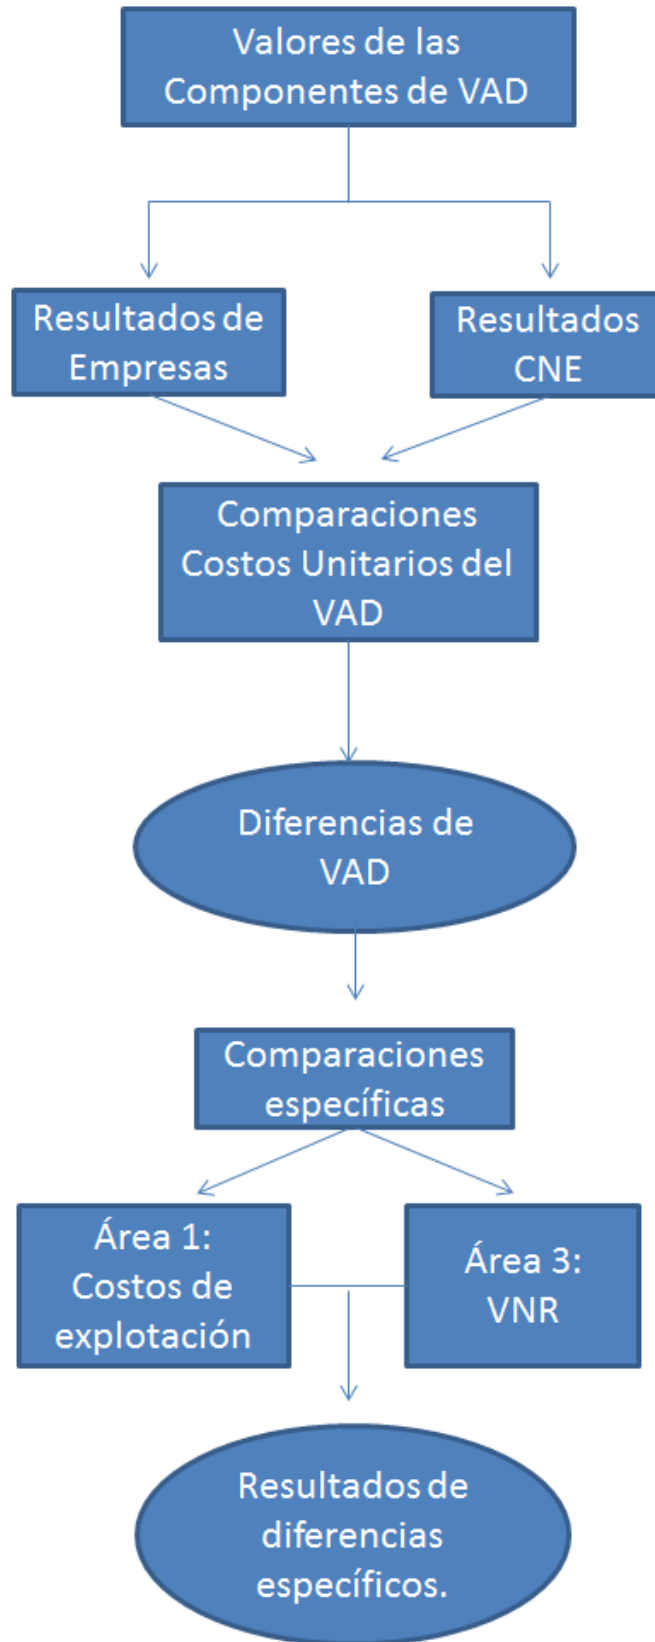 Valores de las
Componentes de VAD
Resultados de
Empresas
Resultados
CNE
Comparaciones
Costos Unitarios del
VAD
Diferencias de
VAD
Comparaciones
específicas
Área 1:
Costos de
explotación
Área 3:
VNR
Resultados de
diferencias
específicos.